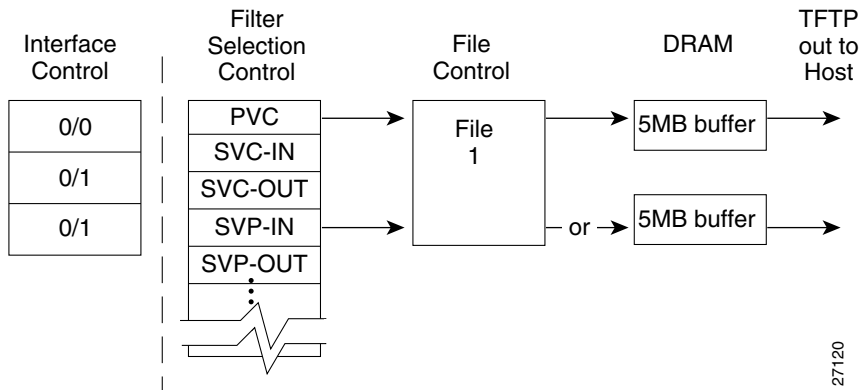 Interface
Control
Filter
Selection
Control
File
Control
DRAM
TFTP
out to
Host
0/0
0/1
0/1
PVC
SVC-IN
SVC-OUT
SVP-IN
SVP-OUT
File
1
5MB buffer
or
5MB buffer
27120